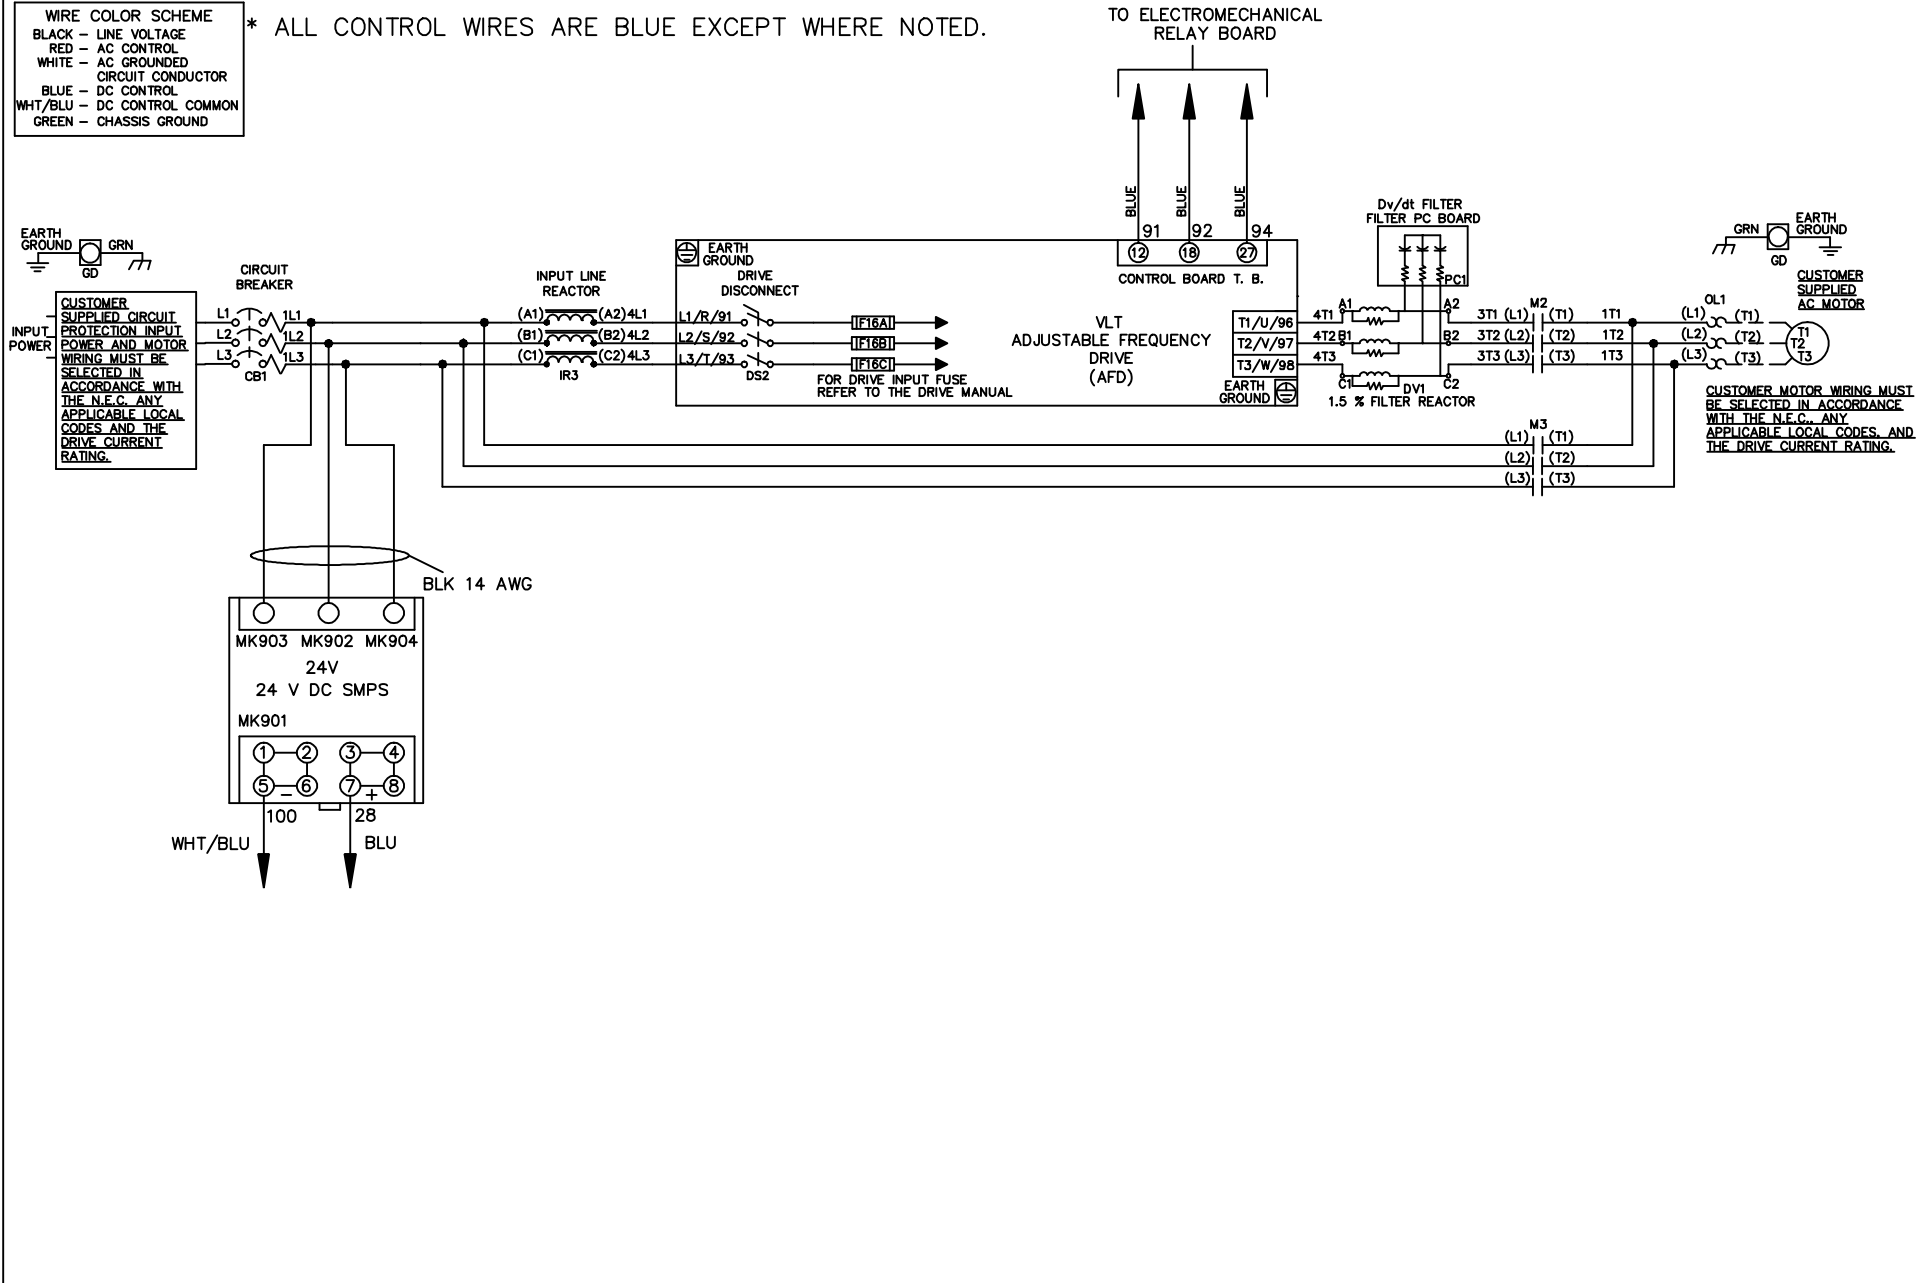 WIRE COLOR SCHEME
BLACK – LINE VOLTAGE
RED – AC CONTROL
WHITE – AC GROUNDED
CIRCUIT CONDUCTOR
BLUE – DC CONTROL
WHT/BLU – DC CONTROL COMMON
GREEN – CHASSIS GROUND
* ALL CONTROL WIRES ARE BLUE EXCEPT WHERE NOTED.
TO ELECTROMECHANICAL
RELAY BOARD
BLUE
BLUE
BLUE
91
92
94
12
18
27
CONTROL BOARD T. B.
EARTH
GROUND
GRN
GD
INPUT
POWER
CUSTOMER
SUPPLIED CIRCUIT
PROTECTION INPUT
POWER AND MOTOR
WIRING MUST BE
SELECTED IN
ACCORDANCE WITH
THE N.E.C. ANY
APPLICABLE LOCAL
CODES AND THE
DRIVE CURRENT
RATING.
CIRCUIT
BREAKER
L1
L2
L3
1L1
1L2
1L3
CB1
INPUT LINE
REACTOR
(A1)
(A2)4L1
(B1)
(B2)4L2
(C1)
(C2)4L3
IR3
EARTH
GROUND
DRIVE
DISCONNECT
L1/R/91
L2/S/92
L3/T/93
DS2
F16A
F16B
F16C
FOR DRIVE INPUT FUSE
REFER TO THE DRIVE MANUAL
VLT
ADJUSTABLE FREQUENCY
DRIVE
(AFD)
T1/U/96
T2/V/97
T3/W/98
EARTH
GROUND
Dv/dt FILTER
FILTER PC BOARD
PC1
4T1
4T2
4T3
A1
A2
B1
B2
C1
C2
DV1
1.5 % FILTER REACTOR
M2
3T1 (L1) (T1) 1T1
3T2 (L2) (T2) 1T2
3T3 (L3) (T3) 1T3
M3
(L1) (T1)
(L2) (T2)
(L3) (T3)
OL1
(L1) (T1)
(L2) (T2)
(L3) (T3)
GRN
GD
EARTH
GROUND
CUSTOMER
SUPPLIED
AC MOTOR
T1
T2
T3
CUSTOMER MOTOR WIRING MUST
BE SELECTED IN ACCORDANCE
WITH THE N.E.C., ANY
APPLICABLE LOCAL CODES, AND
THE DRIVE CURRENT RATING.
BLK 14 AWG
MK903 MK902 MK904
24V
24 V DC SMPS
MK901
1 2 3 4
5 – 6 7 + 8
100
28
WHT/BLU
BLU